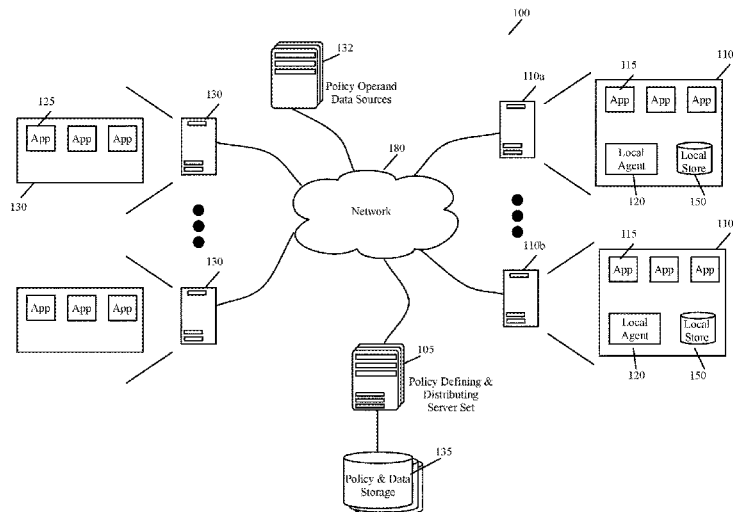 100
132
Policy Operand
Data Sources
125
App App App
130
130
110a
115
110
App App App
Local
Agent
Local
Store
120
150
180
Network
130
App App App
110b
115
110
App App App
Local
Agent
Local
Store
120
150
105
Policy Defining &
Distributing
Server Set
135
Policy & Data
Storage